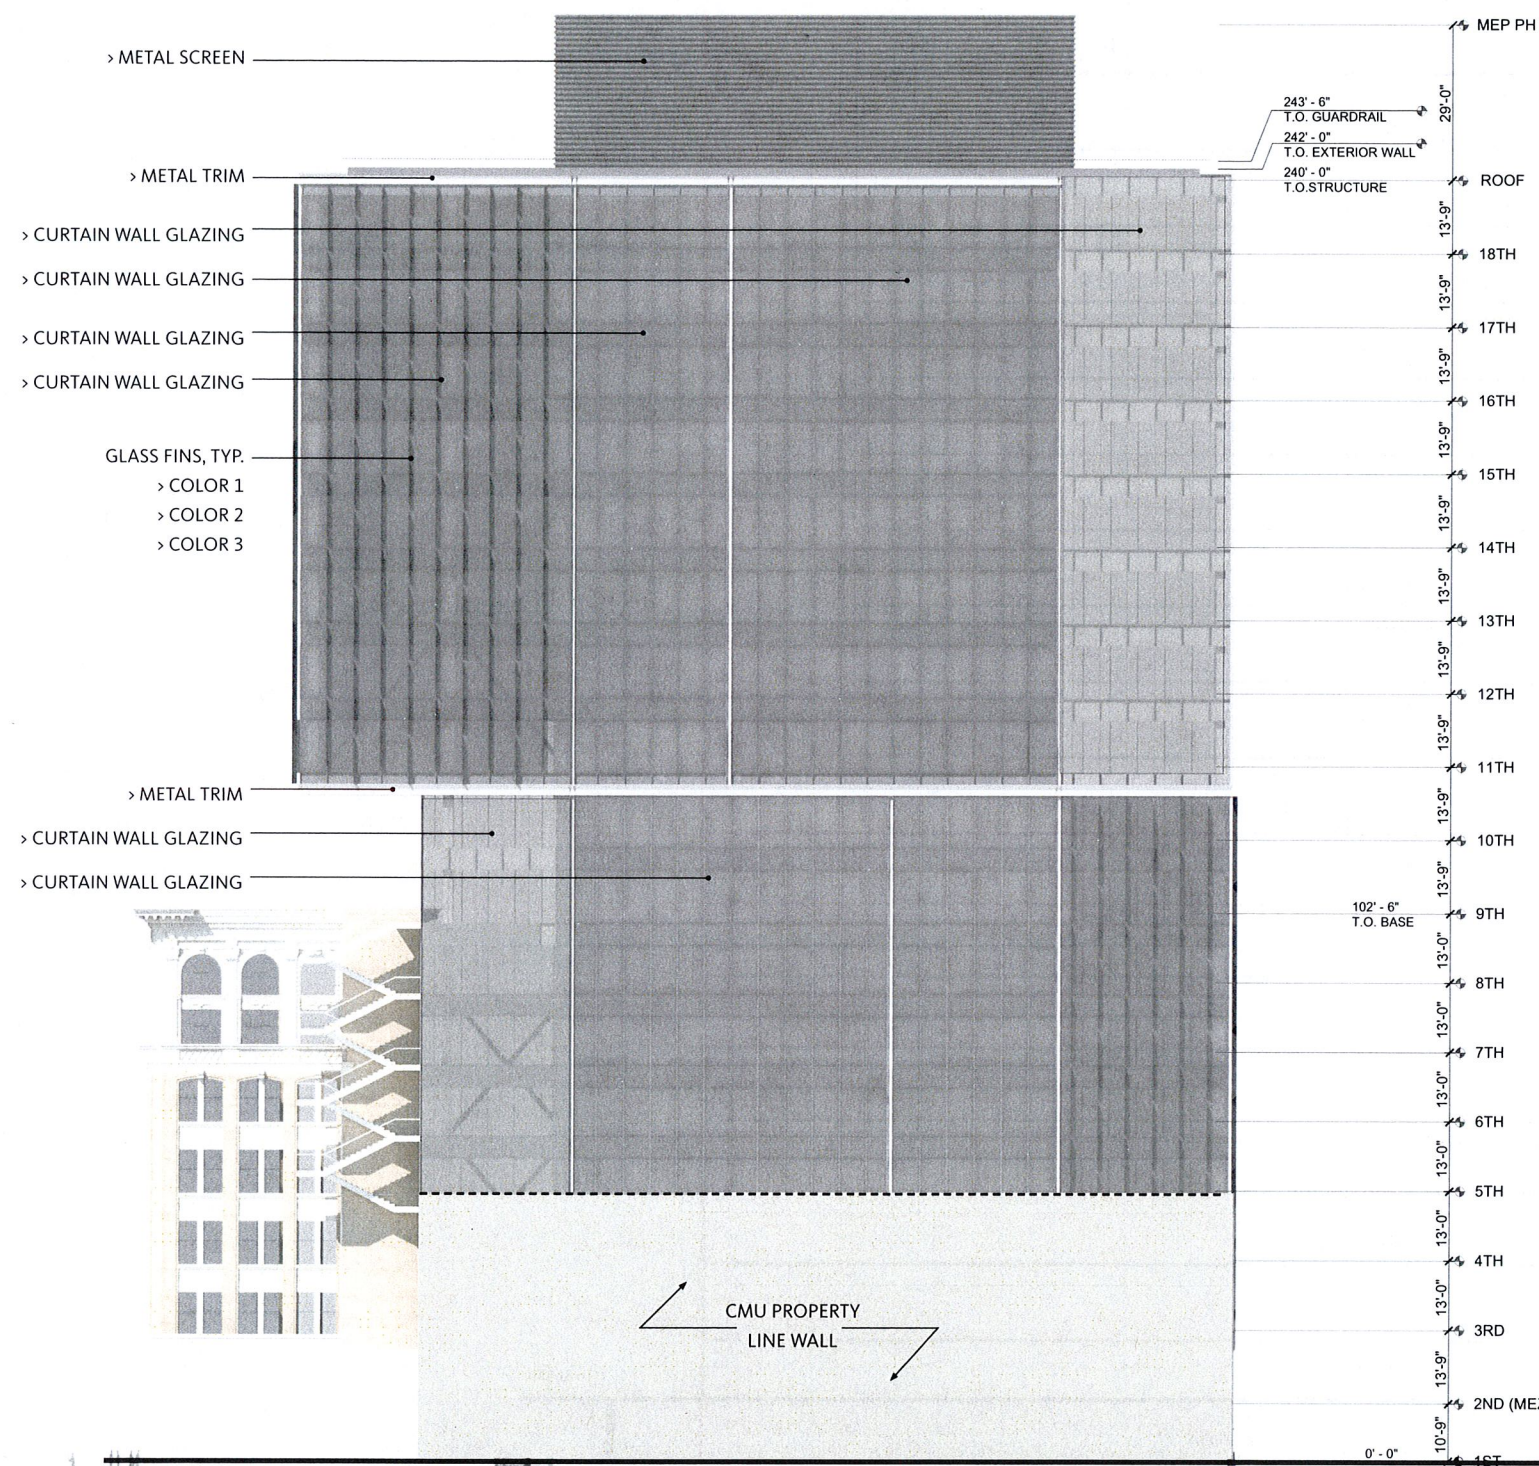 > METAL SCREEN
> METAL TRIM
> CURTAIN WALL GLAZING
> CURTAIN WALL GLAZING
> CURTAIN WALL GLAZING
> CURTAIN WALL GLAZING
GLASS FINS, TYP.
> COLOR 1
> COLOR 2
> COLOR 3
> METAL TRIM
> CURTAIN WALL GLAZING
> CURTAIN WALL GLAZING
CMU PROPERTY
LINE WALL
243' - 6"
T.O. GUARDRAIL
242' - 0"
T.O. EXTERIOR WALL
240' - 0"
T.O.STRUCTURE
102' - 6"
T.O. BASE
0' - 0"
MEP PH
29'-0"
ROOF
13'-9"
18TH
13'-9"
17TH
13'-9"
16TH
13'-9"
15TH
13'-9"
14TH
13'-9"
13TH
13'-9"
12TH
13'-9"
11TH
13'-9"
10TH
13'-9"
9TH
13'-0"
8TH
13'-0"
7TH
13'-0"
6TH
13'-0"
5TH
13'-0"
4TH
13'-0"
3RD
13'-9"
2ND
10'-9"
1ST